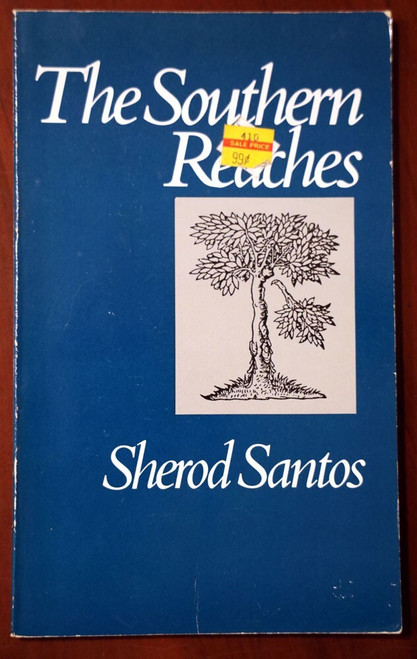 The Southern
Reaches
410
SALE PRICE
99¢
Sherod Santos